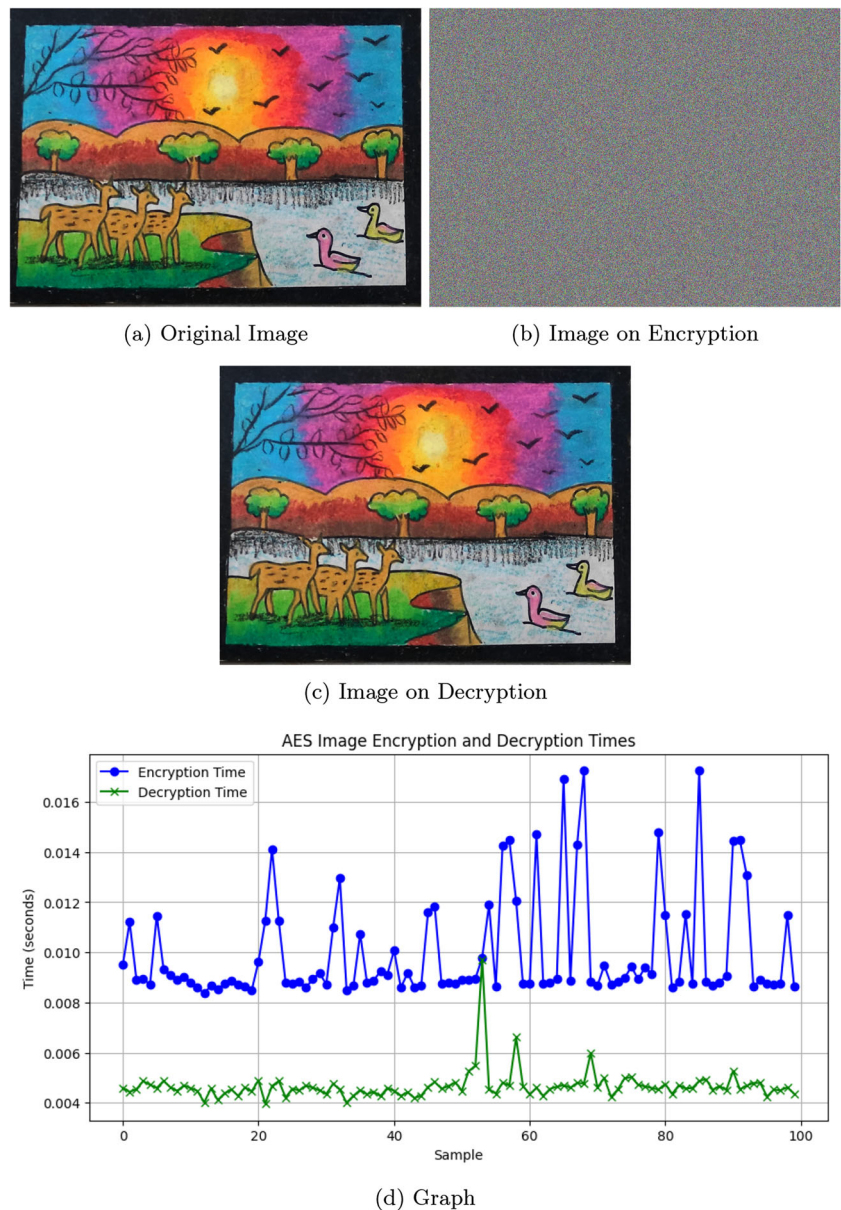 (a) Original Image
(b) Image on Encryption
(c) Image on Decryption
AES Image Encryption and Decryption Times
Encryption Time
Decryption Time
0.016
0.014
0.012
0.010
0.008
0.006
0.004
Time (seconds)
0 20 40 60 80 100
Sample
(d) Graph